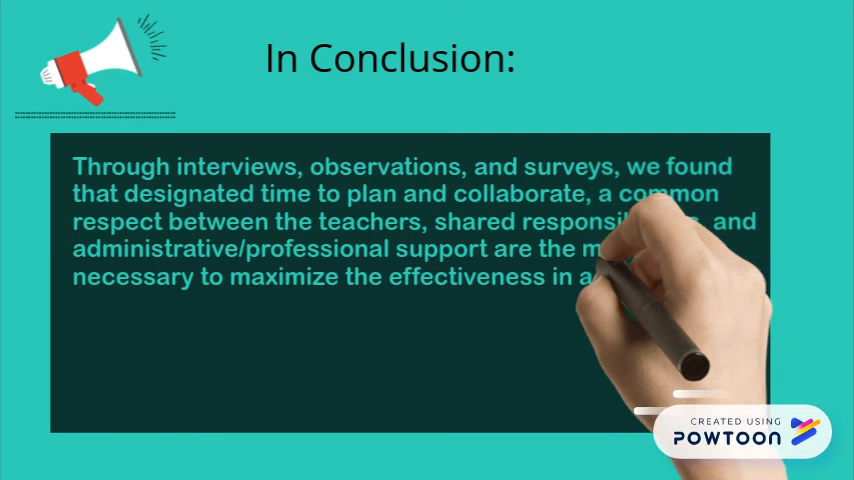 In Conclusion:
Through interviews, observations, and surveys, we found
that designated time to plan and collaborate, a common
respect between the teachers, shared and
administrative/professional support are the
necessary to maximize the effectiveness in
CREATED USING
POWTOON